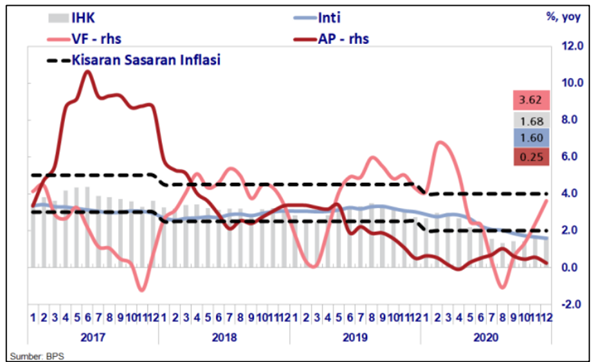 IHK Inti %, yoy
VF - rhs AP - rhs
Kisaran Sasaran Inflasi
12.0
10.0
8.0
6.0
4.0
2.0
0.0
-2.0
3.62
1.68
1.60
0.25
1 2 3 4 5 6 7 8 9 10 11 12 1 2 3 4 5 6 7 8 9 10 11 12 1 2 3 4 5 6 7 8 9 10 11 12 1 2 3 4 5 6 7 8 9 10 11 12
2017 2018 2019 2020
Sumber: BPS